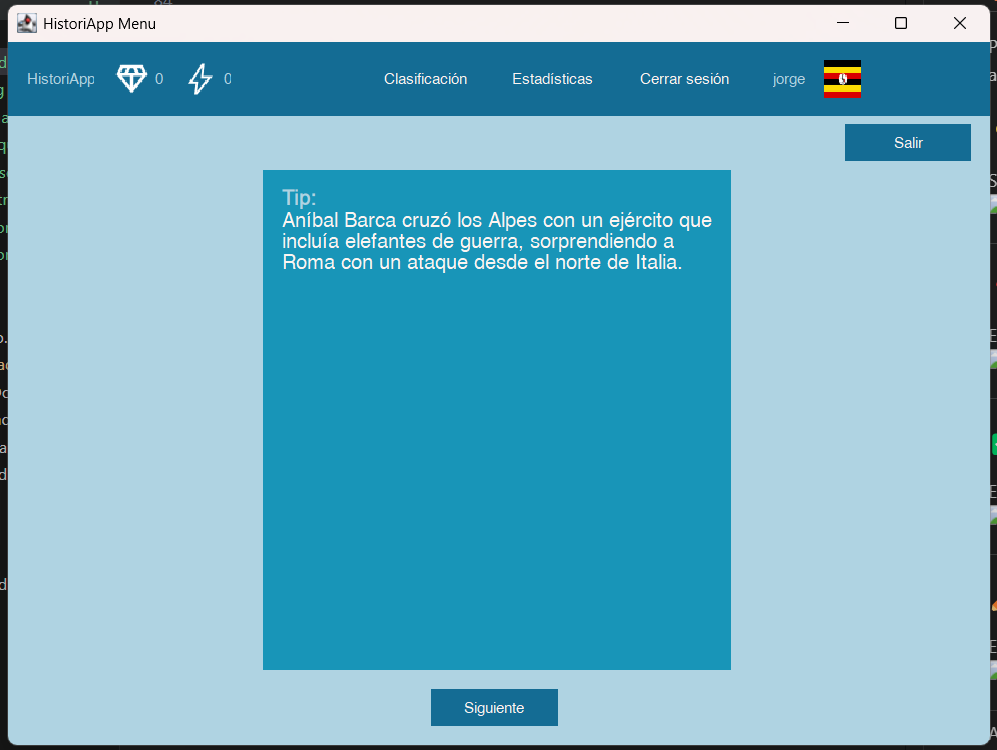 HistoriApp Menu
HistoriApp 0 0 Clasificación Estadísticas Cerrar sesión jorge
Salir
Tip:
Aníbal Barca cruzó los Alpes con un ejército que
incluía elefantes de guerra, sorprendiendo a
Roma con un ataque desde el norte de Italia.
Siguiente